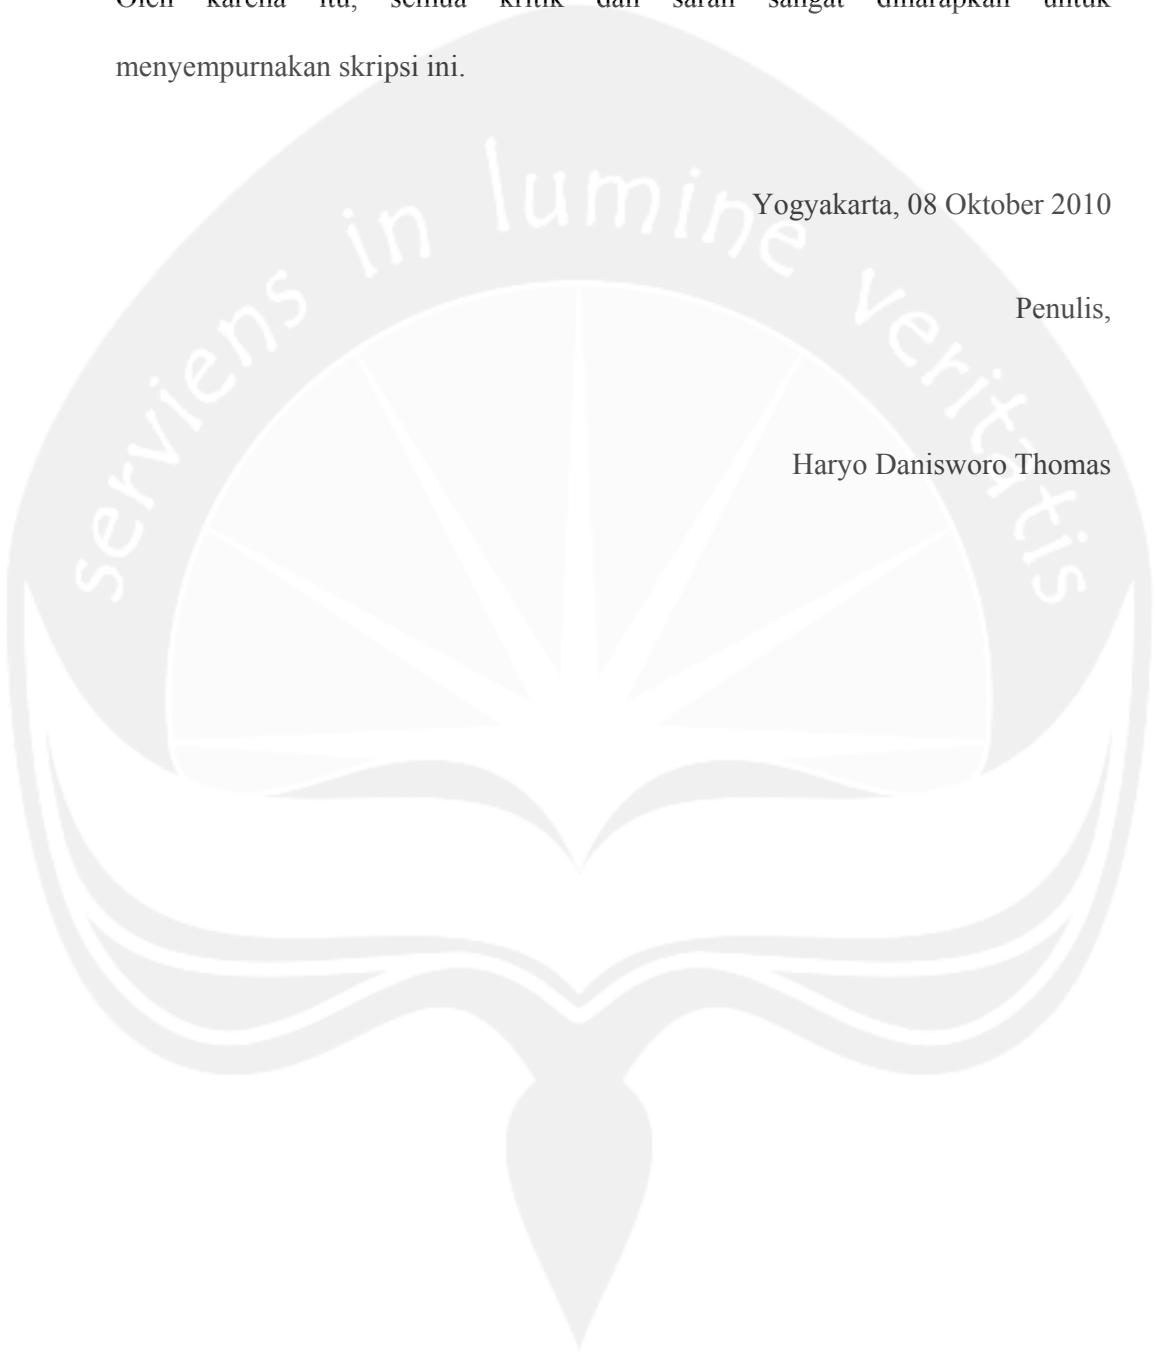 Oleh karena itu, semua kritik dan saran sangat diharapkan untuk
menyempurnakan skripsi ini.
serviens in lumine veritatis
Yogyakarta, 08 Oktober 2010
Penulis,
Haryo Danisworo Thomas